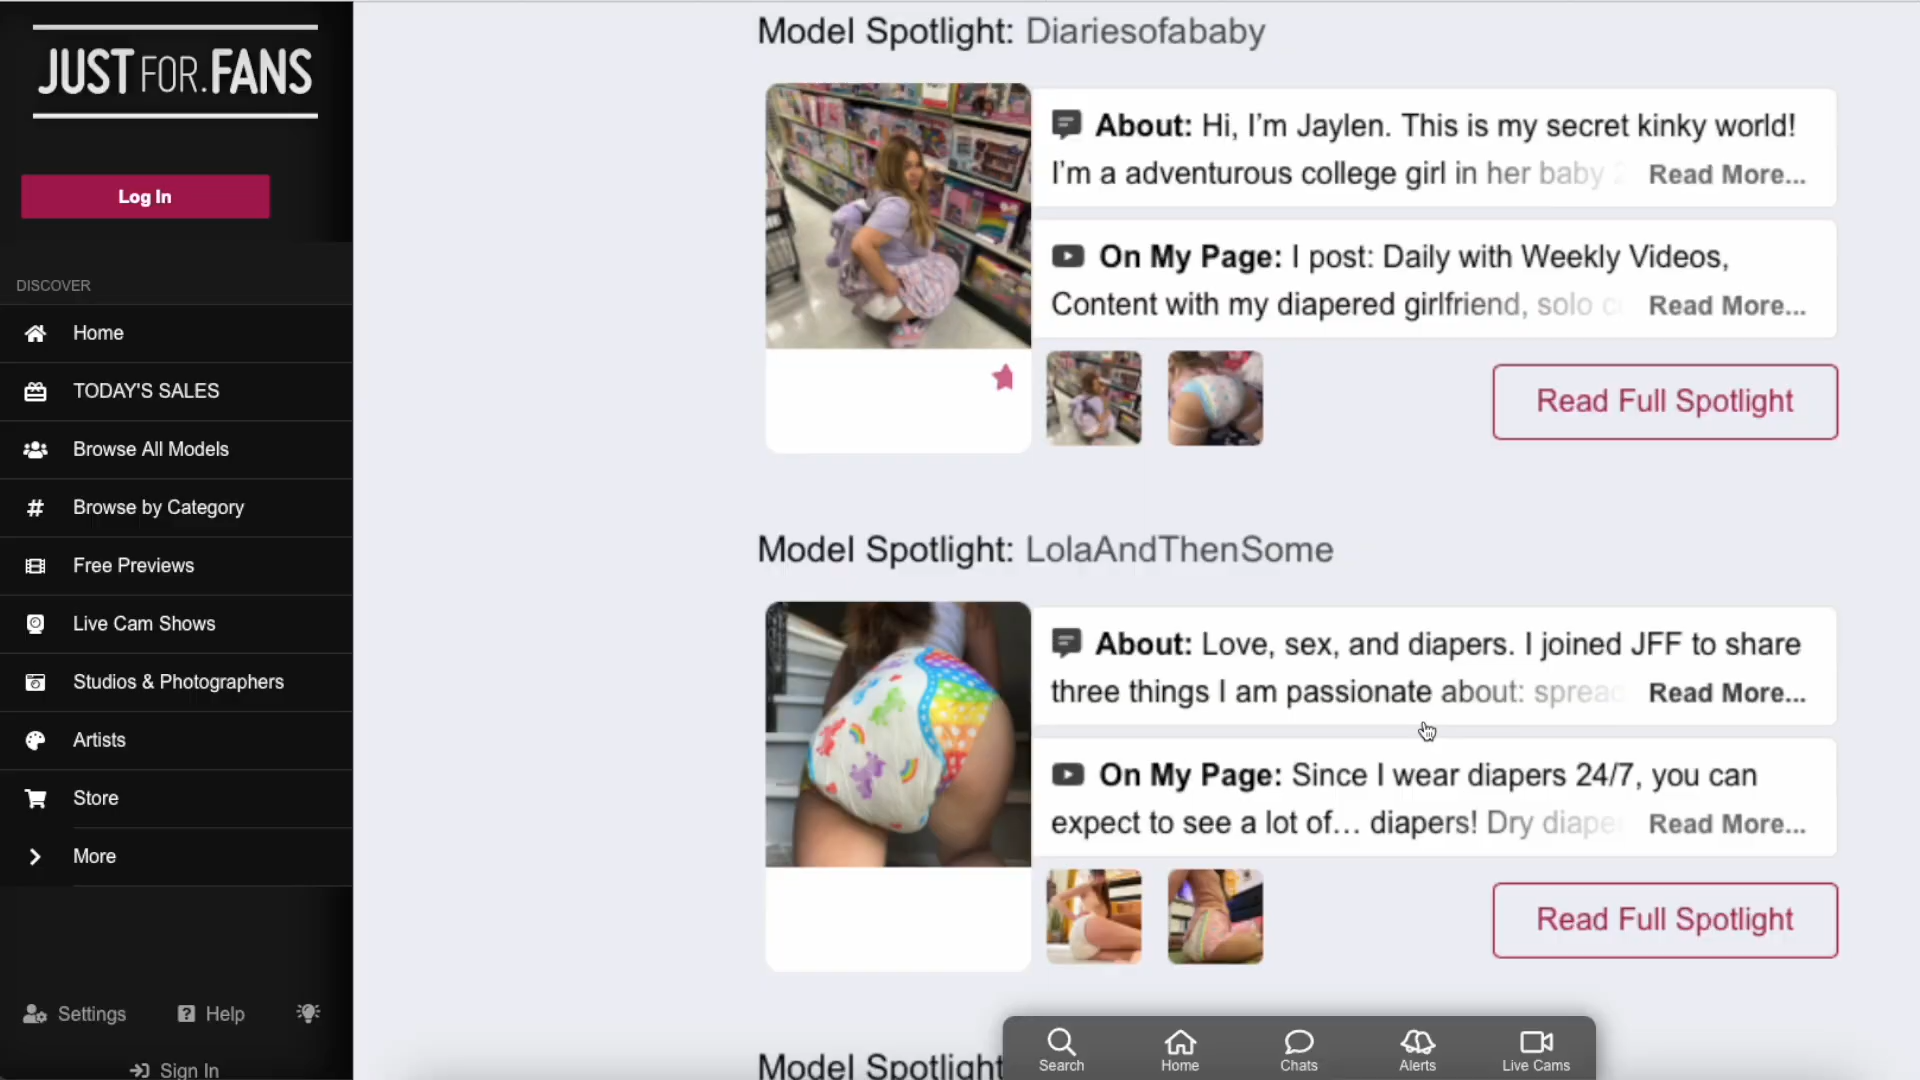 JUST FOR.FANS
Log In
DISCOVER
Home
TODAY'S SALES
Browse All Models
Browse by Category
Free Previews
Live Cam Shows
Studios & Photographers
Artists
Store
More
Settings
Help
Sign In
Model Spotlight: Diariesofababy
About: Hi, I'm Jaylen. This is my secret kinky world!
I'm a adventurous college girl in her baby 2 Read More...
On My Page: I post: Daily with Weekly Videos,
Content with my diapered girlfriend, solo Read More...
Read Full Spotlight
Model Spotlight: LolaAndThenSome
About: Love, sex, and diapers. I joined JFF to share
three things I am passionate about: spread Read More...
On My Page: Since I wear diapers 24/7, you can
expect to see a lot of... diapers! Dry diape Read More...
Read Full Spotlight
Model Spotlight
Search
Home
Chats
Alerts
Live Cams